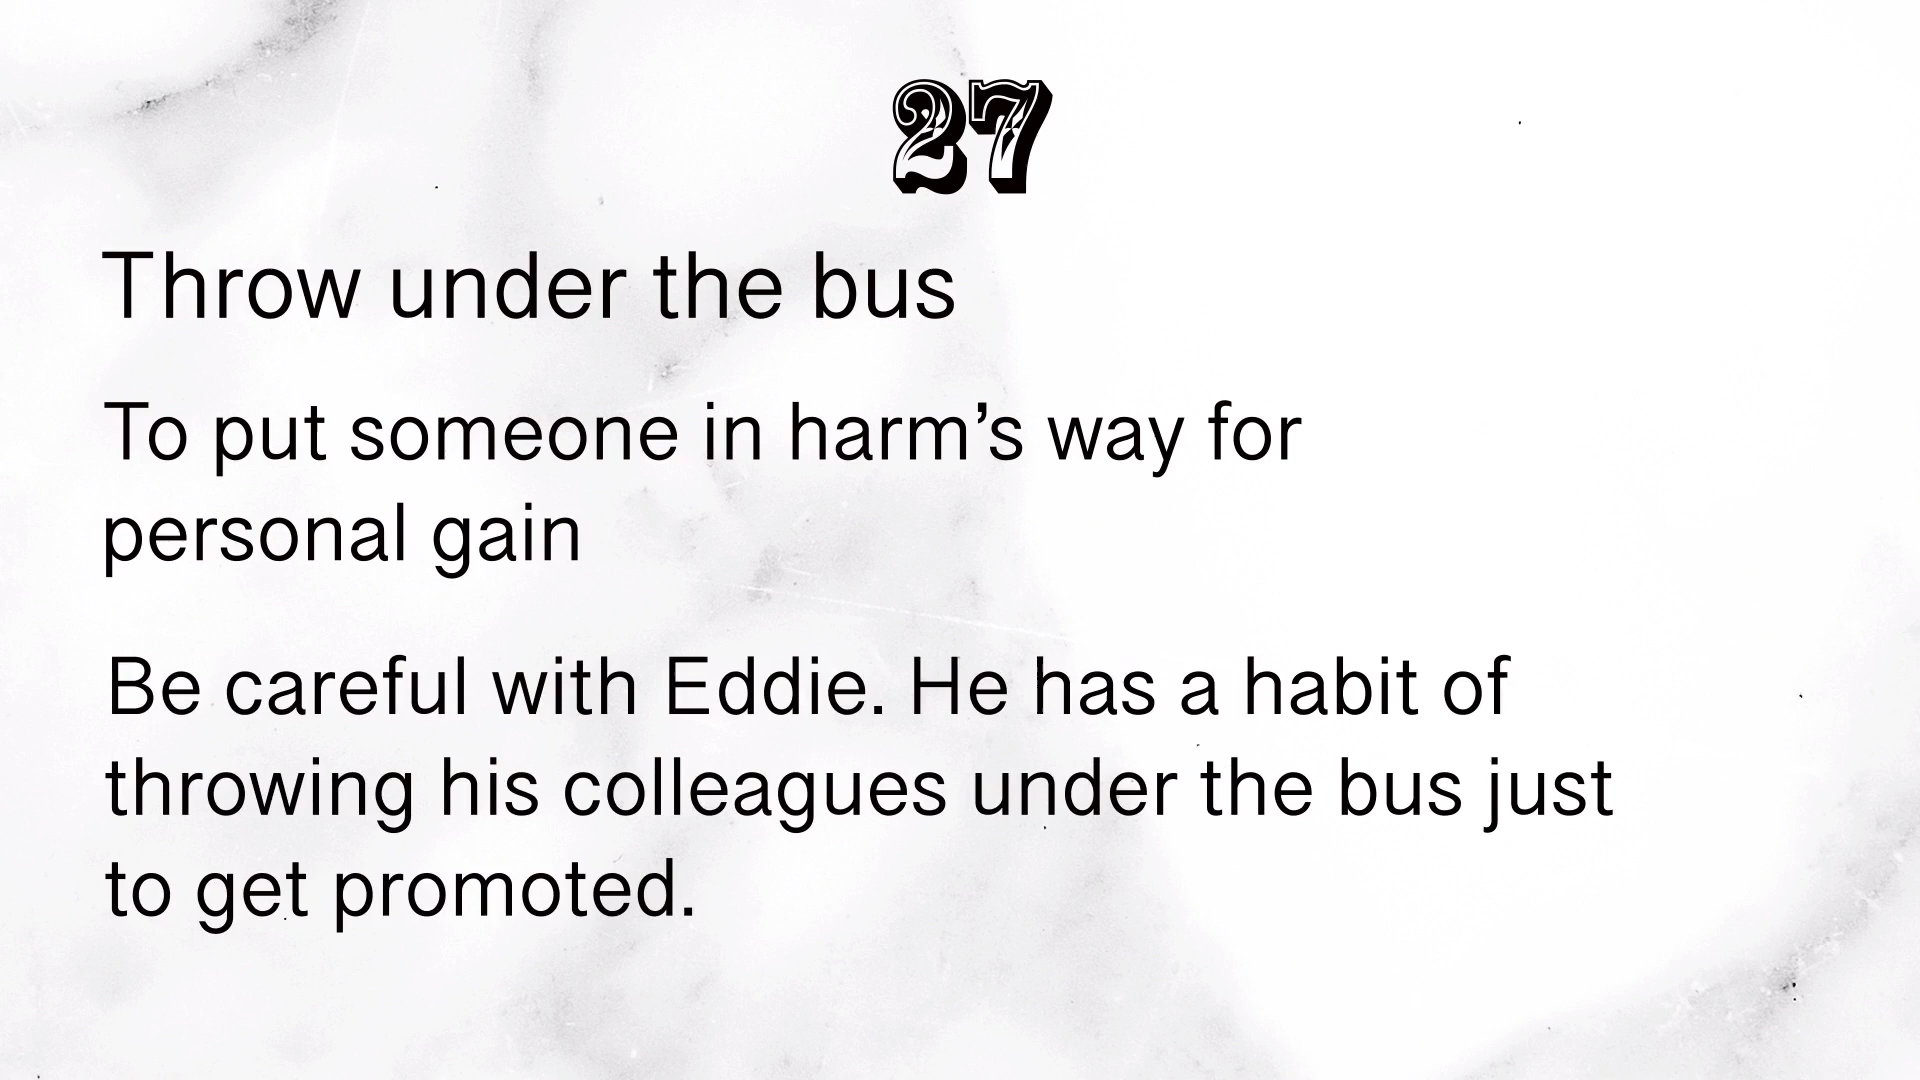 27
Throw under the bus
To put someone in harm’s way for
personal gain
Be careful with Eddie. He has a habit of
throwing his colleagues under the bus just
to get promoted.